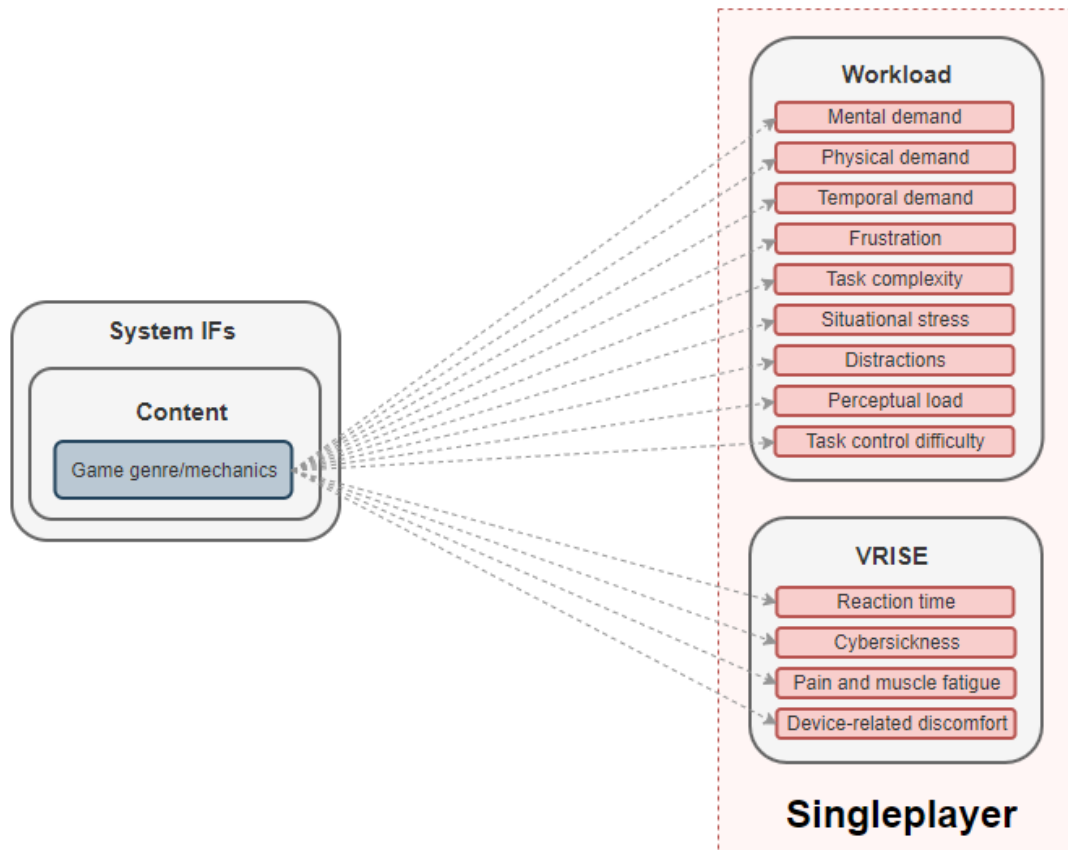 System IFs
Content
Game genre/mechanics
Workload
Mental demand
Physical demand
Temporal demand
Frustration
Task complexity
Situational stress
Distractions
Perceptual load
Task control difficulty
VRISE
Reaction time
Cybersickness
Pain and muscle fatigue
Device-related discomfort
Singleplayer